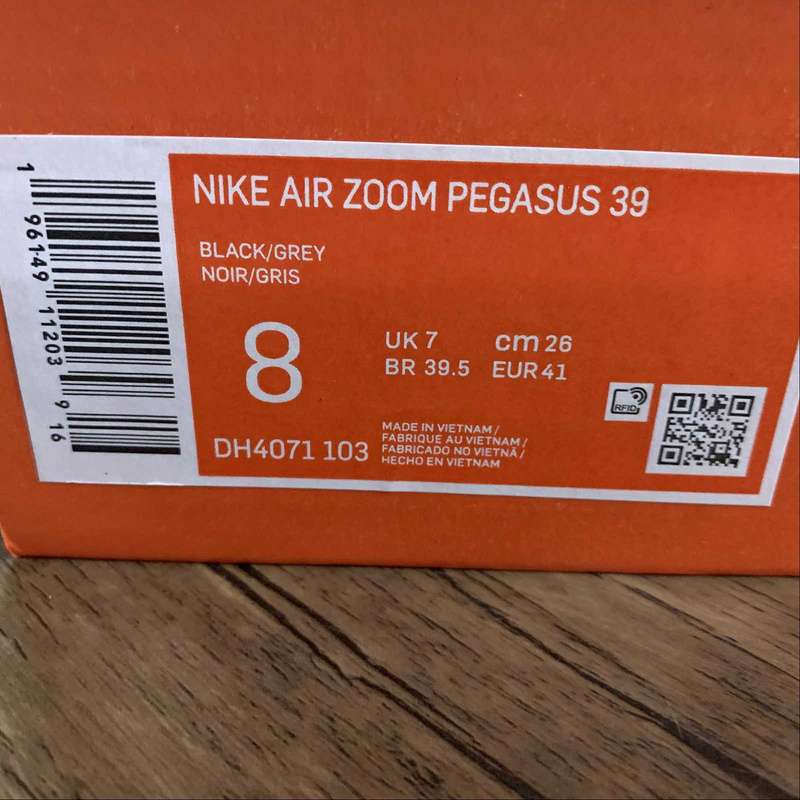 NIKE AIR ZOOM PEGASUS 39
BLACK/GREY
NOIR/GRIS
8
UK 7 cm 26
BR 39.5 EUR 41
DH4071 103
MADE IN VIETNAM /
FABRIQUE AU VIETNAM /
FABRICADO NO VIETNÃ /
HECHO EN VIETNAM
RFID
1 96149 11203 9 16